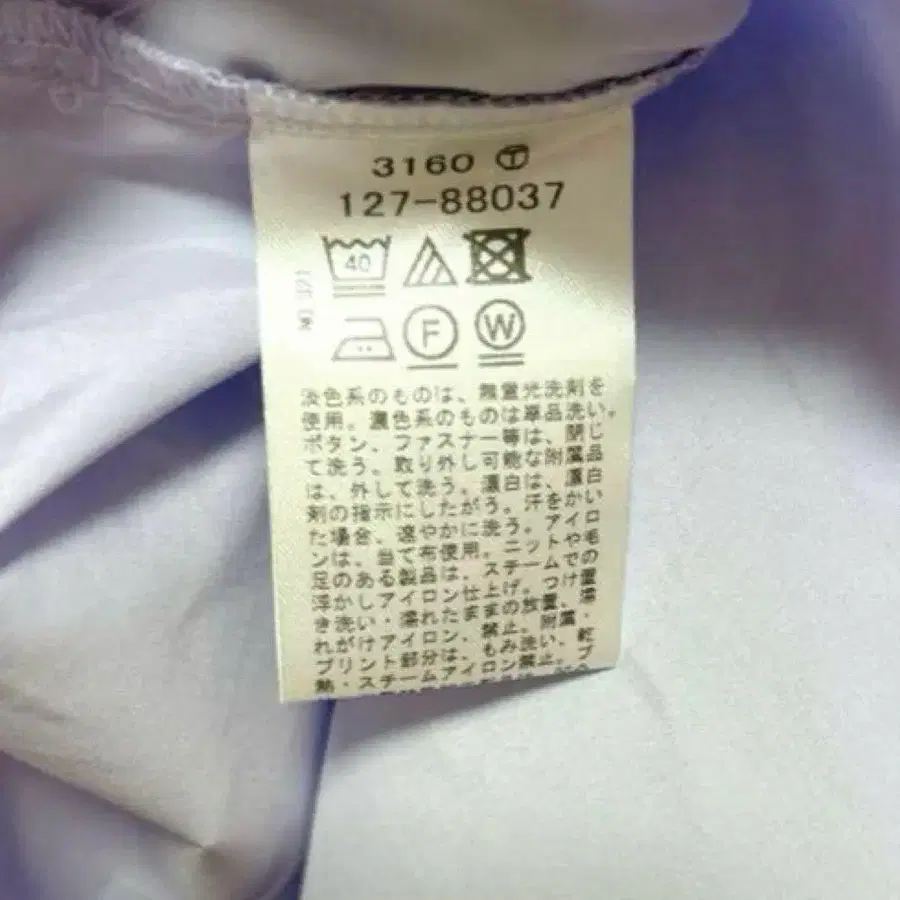 3160 Ⓣ
127-88037
40
F W
淡色系のものは、無蛍光洗剤を
使用。濃色系のものは単品洗い。
ボタン、ファスナー等は、閉じ
て洗う。取り外し可能な附属品
は、外して洗う。漂白は、漂白
剤の指示にしたがう。汗をかい
た場合、速やかに洗う。アイロ
ンは、当て布使用。ニットや毛
足のある製品は、スチームでの
浮かしアイロン仕上げ。つけ置
き洗い・濡れたままの放置、濡
れがけアイロン、禁止。附属・
プリント部分は、もみ洗い、乾
熱・スチームアイロン禁止。プ